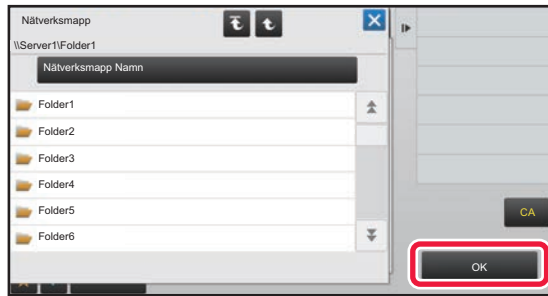 Nätverksmapp
\\Server1\Folder1
Nätverksmapp Namn
Folder1
Folder2
Folder3
Folder4
Folder5
Folder6
CA
OK